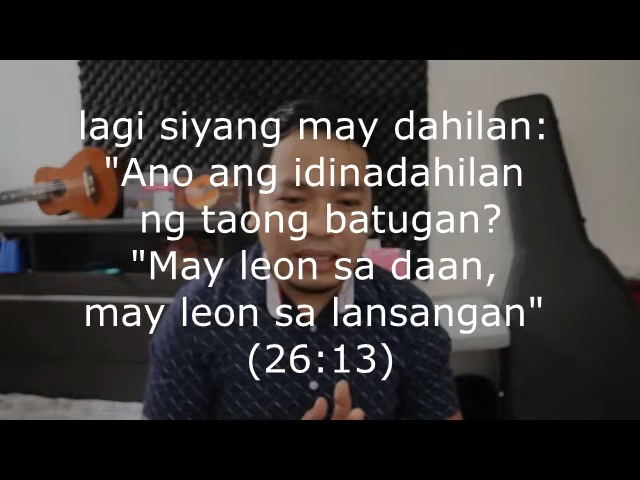 lagi siyang may dahilan:
"Ano ang idinadahilan
ng taong batugan?
"May leon sa daan,
may leon sa lansangan"
(26:13)